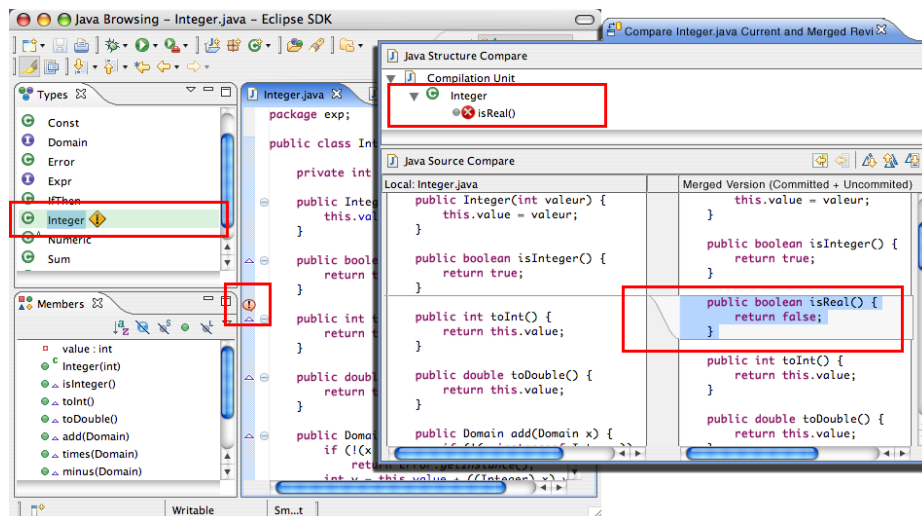 Java Browsing – Integer.java – Eclipse SDK
Types
Const
Domain
Error
Expr
IfThen
Integer
Numeric
Sum
Members
value : int
Integer(int)
isInteger()
toInt()
toDouble()
add(Domain)
times(Domain)
minus(Domain)
Integer.java
package exp;
public class Int
private int
public Integ
this.val
}
public boole
return t
}
public int t
return t
}
public doubl
return t
}
public Domai
if (!(x
retu
int v = this.value + ((Integer) x)
Writable
Sm...t
Compare Integer.java Current and Merged Revi
Java Structure Compare
Compilation Unit
Integer
isReal()
Java Source Compare
Local: Integer.java
public Integer(int valeur) {
this.value = valeur;
}
public boolean isInteger() {
return true;
}
public int toInt() {
return this.value;
}
public double toDouble() {
return this.value;
}
public Domain add(Domain x) {
Merged Version (Committed + Uncommited)
this.value = valeur;
}
public boolean isInteger() {
return true;
}
public boolean isReal() {
return false;
}
public int toInt() {
return this.value;
}
public double toDouble() {
return this.value;